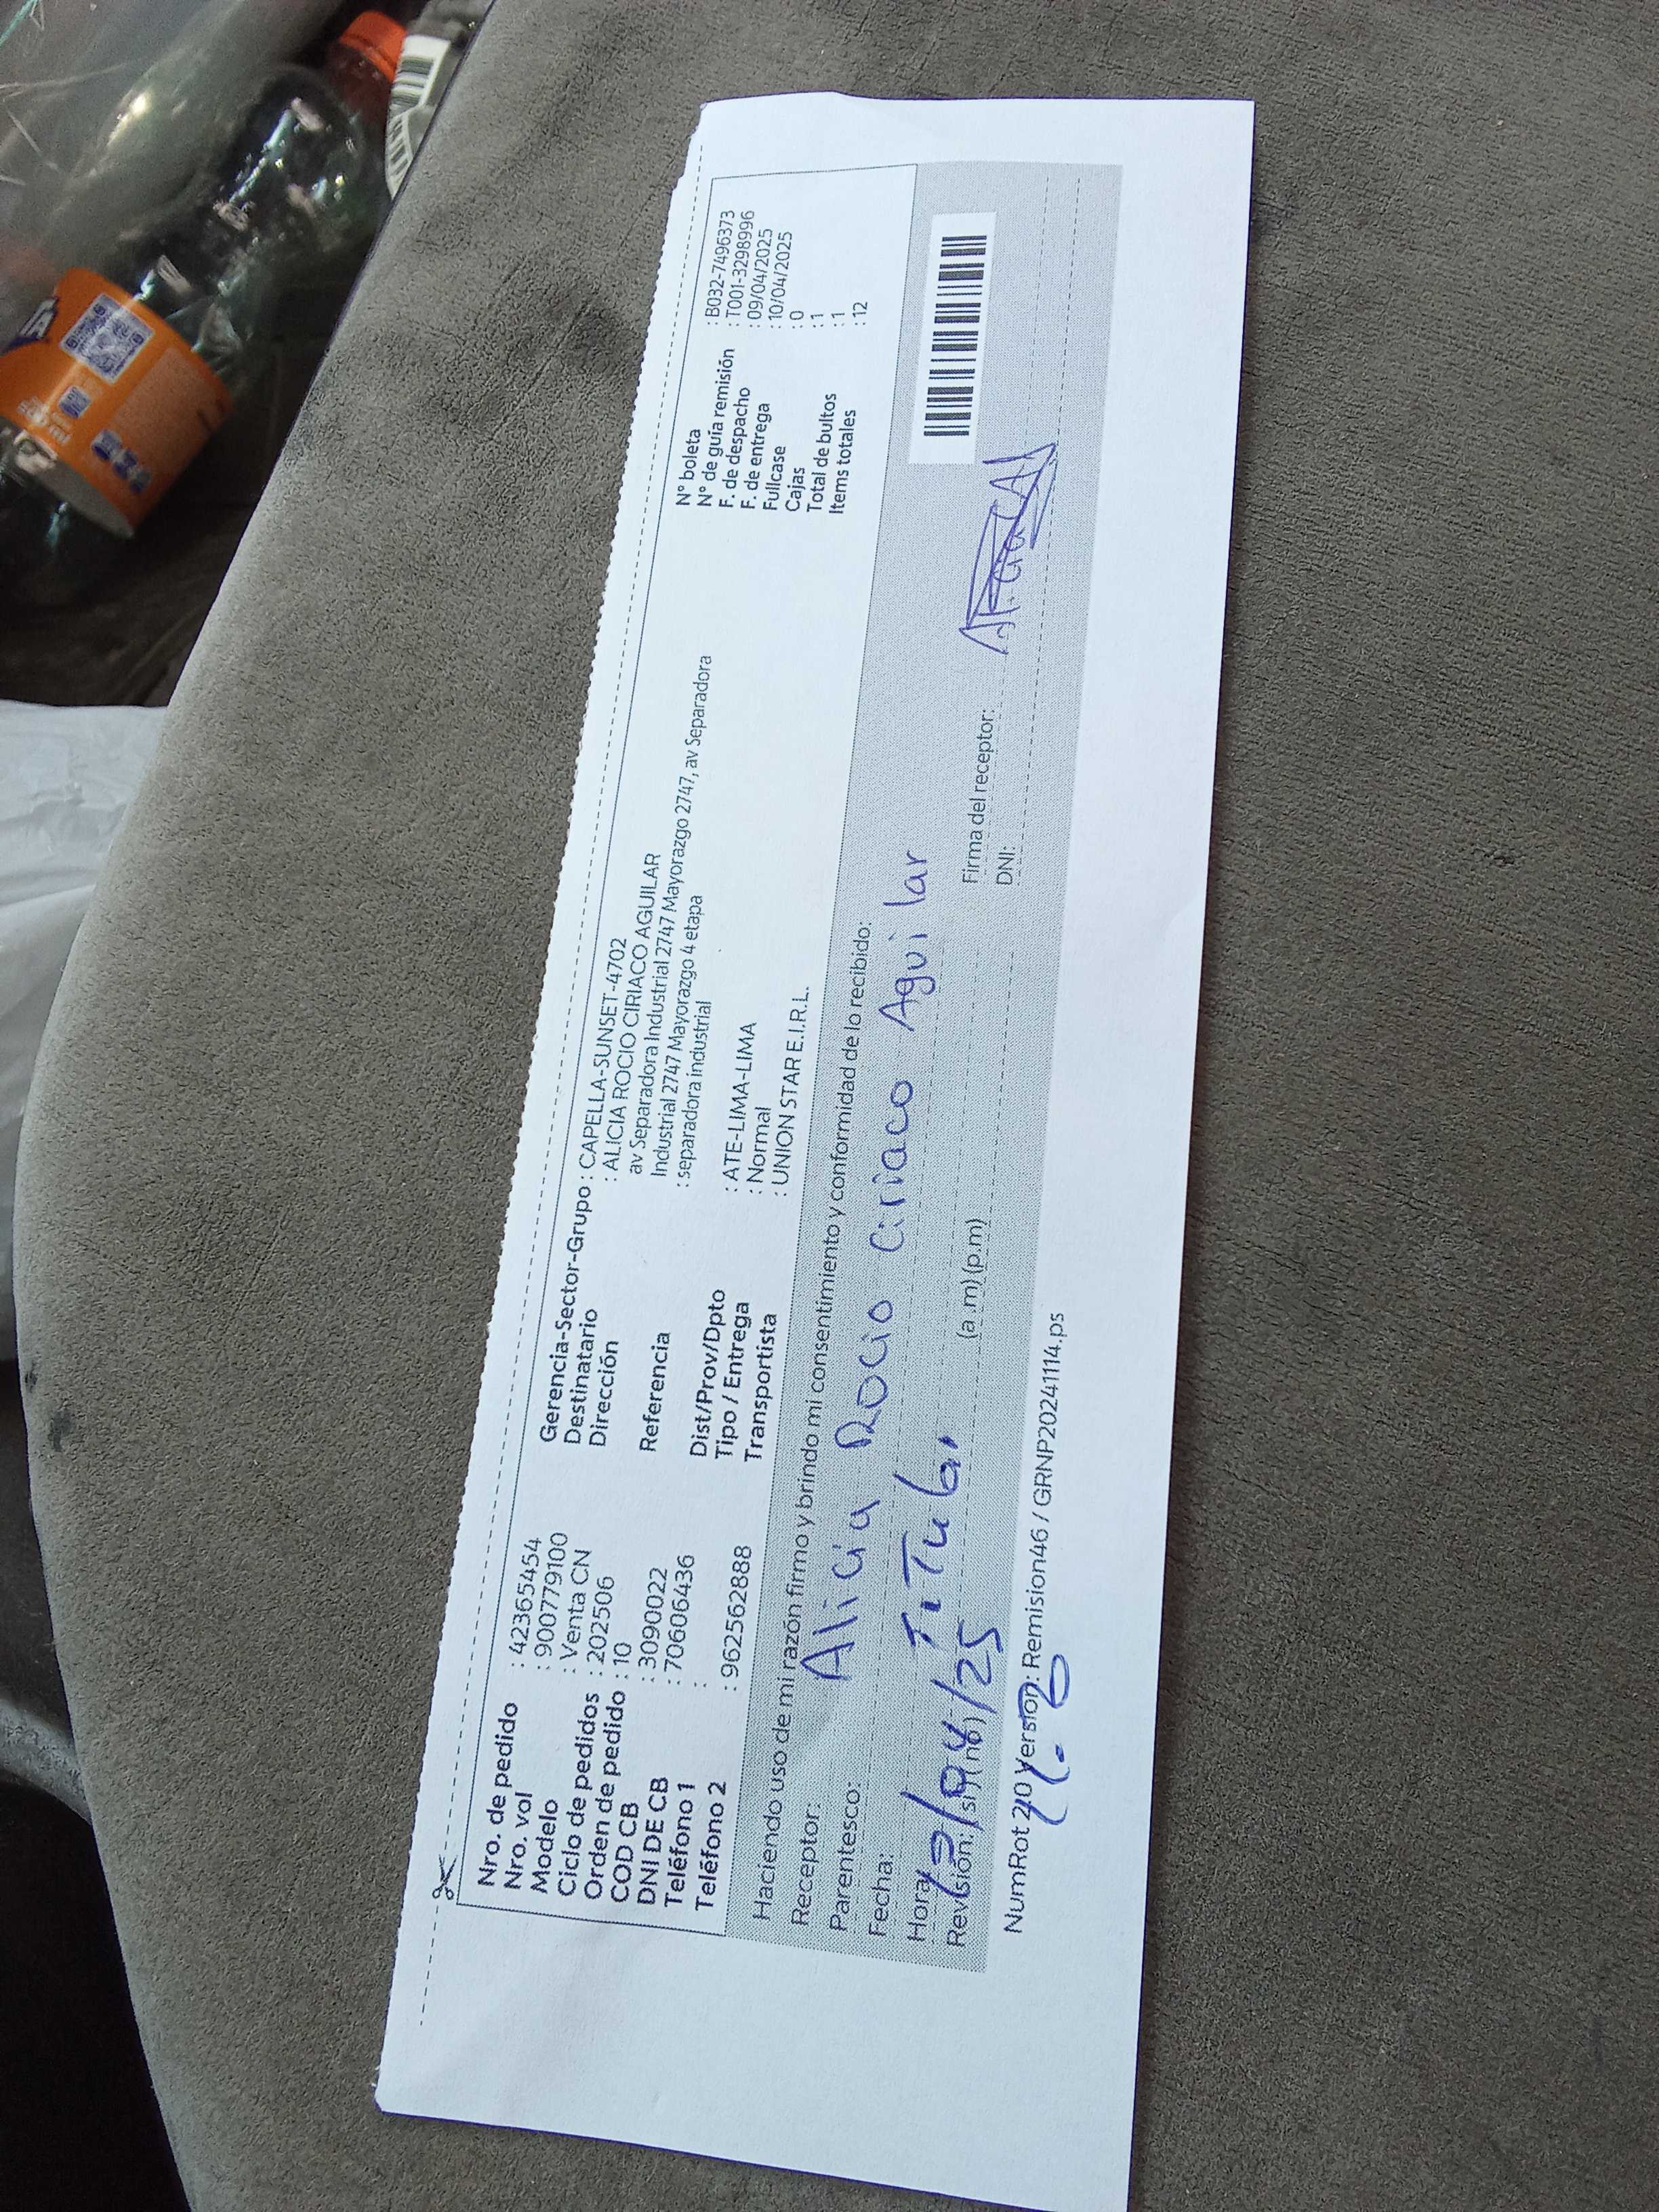 Nro. de pedido : 42365454
Nro. vol : 900779100
Modelo : Venta CN
Ciclo de pedidos : 202506
Orden de pedido : 10
COD CB : 3090022
DNI DE CB : 70606436
Teléfono 1 :
Teléfono 2 : 962562888
Gerencia-Sector-Grupo : CAPELLA-SUNSET-4702
Destinatario : ALICIA ROCIO CIRIACO AGUILAR
Dirección av Separadora Industrial 2747 Mayorazgo 2747, av Separadora
Industrial 2747 Mayorazgo 4 etapa
Referencia : separadora industrial
Dist/Prov/Dpto : ATE-LIMA-LIMA
Tipo / Entrega : Normal
Transportista : UNION STAR E.I.R.L.
N° boleta : B032-7496373
N° de guía remisión : T001-3298996
F. de despacho : 09/04/2025
F. de entrega : 10/04/2025
Fullcase : 0
Cajas : 1
Total de bultos : 1
Items totales : 12
Haciendo uso de mi razón firmo y brindo mi consentimiento y conformidad de lo recibido:
Receptor: Alicia Rocio Ciriaco Aguilar
Parentesco: TiTular
Fecha: /04/25
Hora: (a .m) (p.m)
Revisión: ( si ) ( no )
Firma del receptor:
DNI:
NumRot 210 Version: Remision46 / GRNP20241114.ps